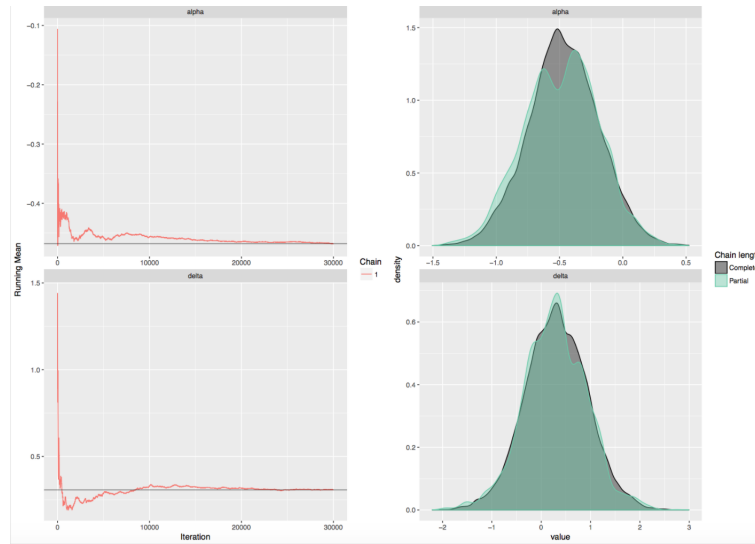 alpha
−0.1
−0.2
−0.3
−0.4
0
10000
20000
30000
delta
1.5
1.0
0.5
0
10000
20000
30000
Running Mean
Iteration
Chain
1
alpha
1.5
1.0
0.5
0.0
−1.5
−1.0
−0.5
0.0
0.5
delta
0.6
0.4
0.2
0.0
−2
−1
0
1
2
3
density
value
Chain lengt
Complete
Partial